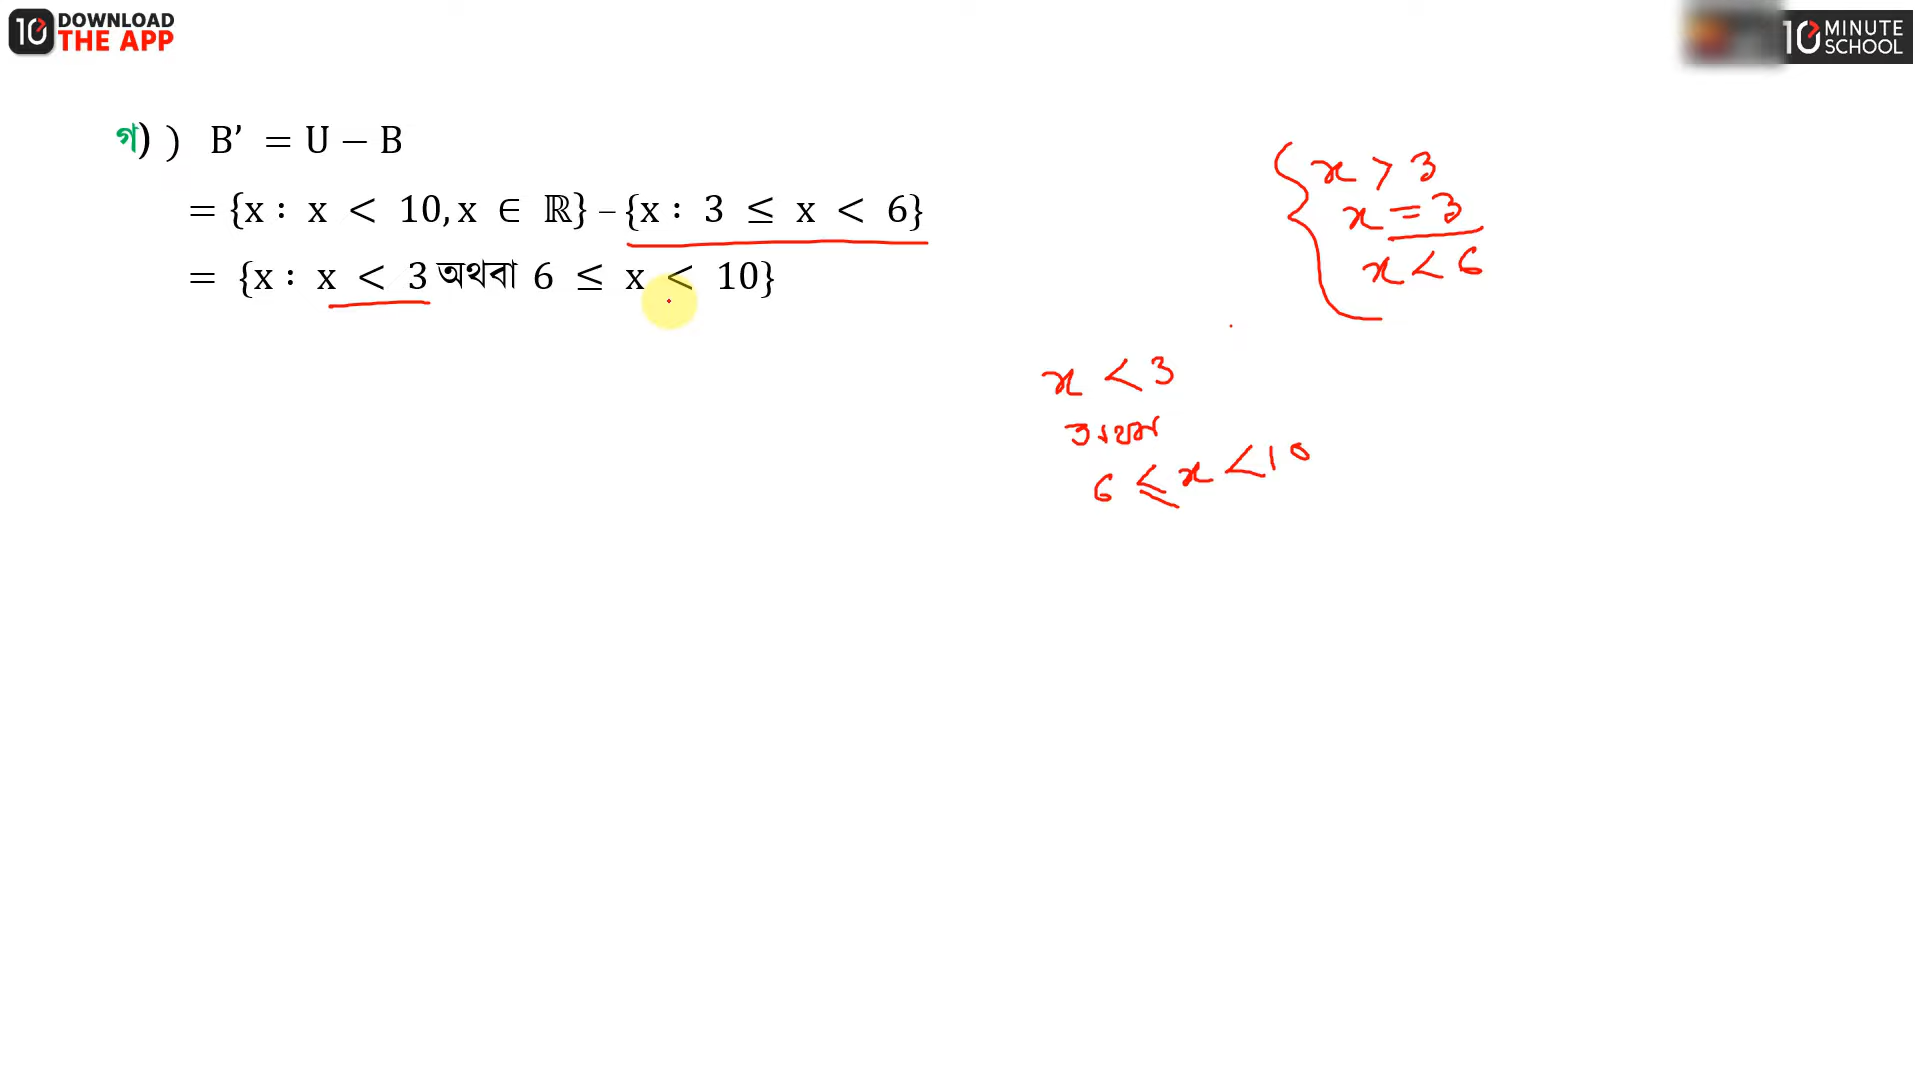 10 DOWNLOAD
THE APP
10 MINUTE
SCHOOL
গ) ) B’ = U − B
= {x : x < 10, x ∈ ℝ} – {x : 3 ≤ x < 6}
= {x : x < 3 অথবা 6 ≤ x < 10}
x > 3
x = 3
x < 6
x < 3
অথবা
6 ≤ x < 10